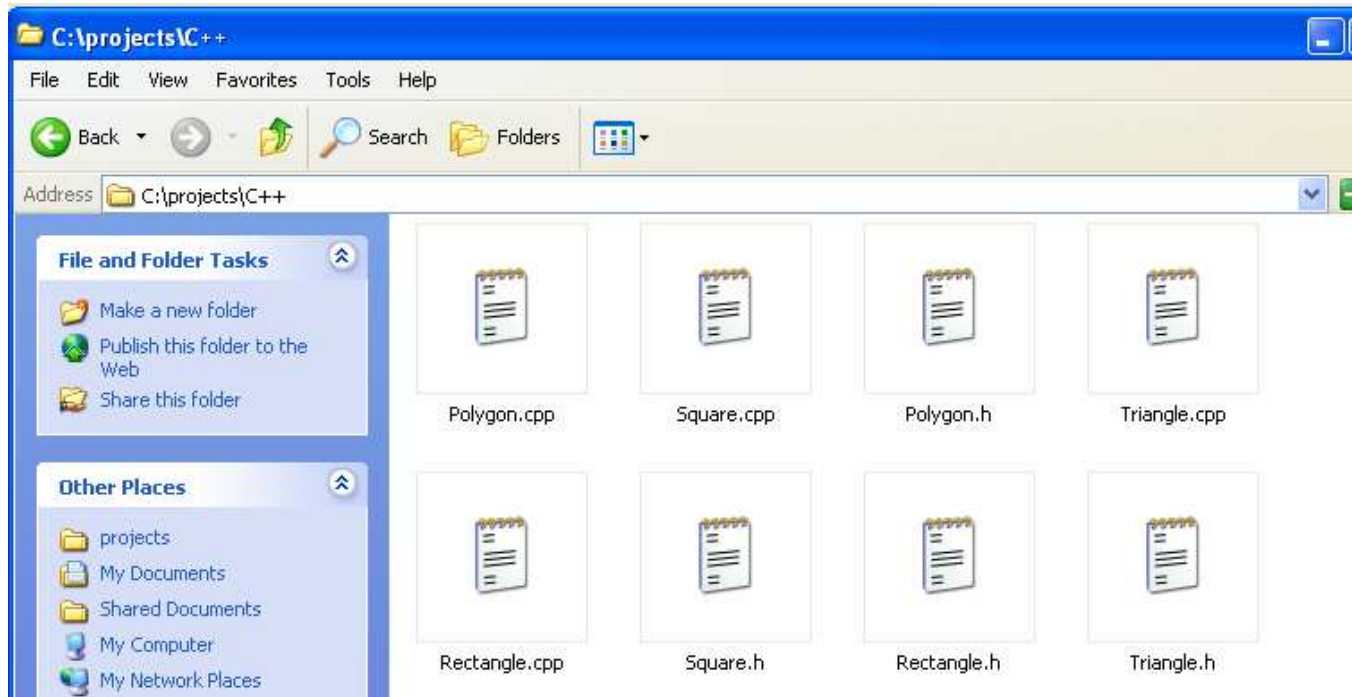 C:\projects\C++
File Edit View Favorites Tools Help
Back Search Folders
Address C:\projects\C++
File and Folder Tasks
Make a new folder
Publish this folder to the
Web
Share this folder
Other Places
projects
My Documents
Shared Documents
My Computer
My Network Places
Polygon.cpp Square.cpp Polygon.h Triangle.cpp
Rectangle.cpp Square.h Rectangle.h Triangle.h